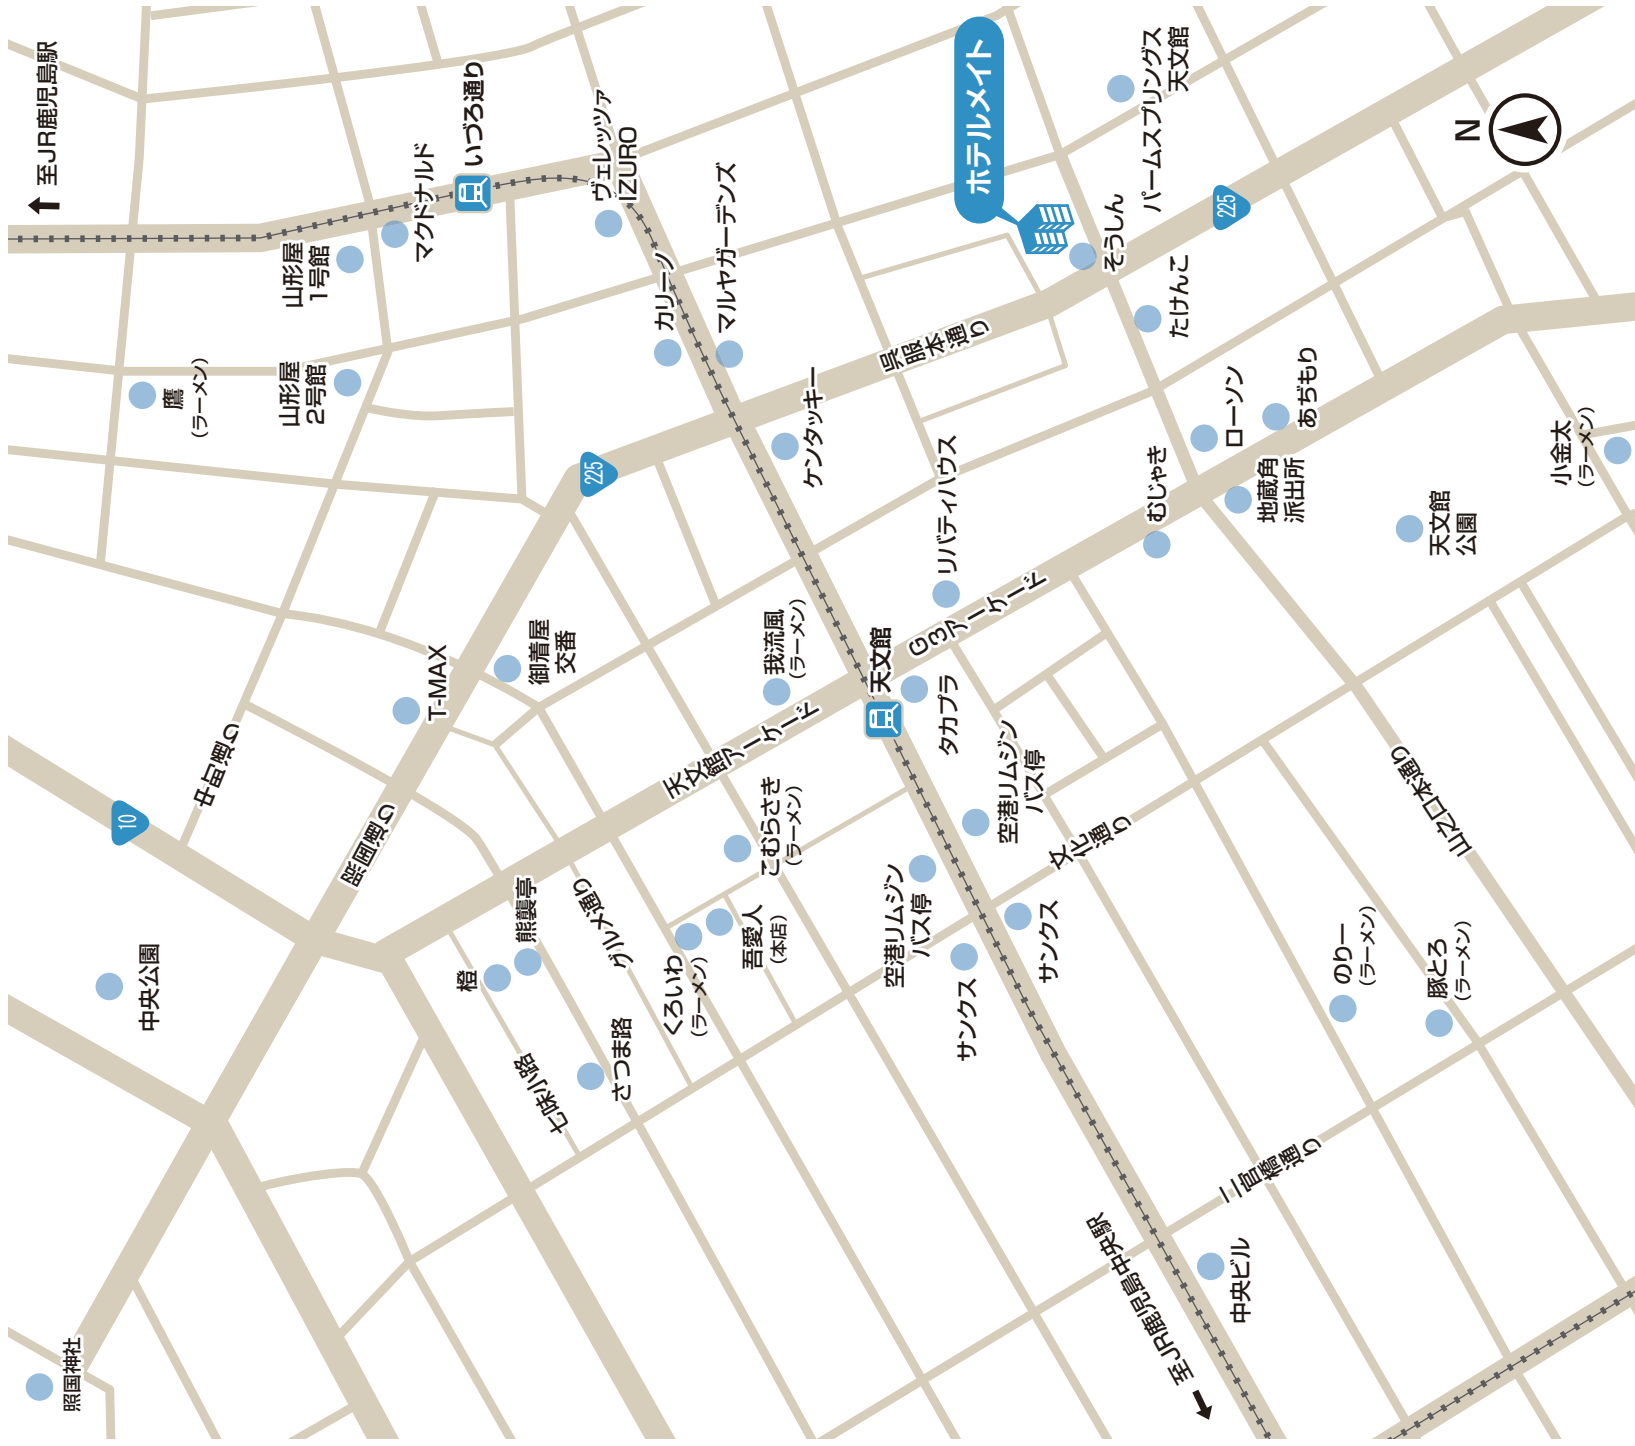 至JR鹿児島駅
いづろ通り
マクドナルド
山形屋
1号館
ヴェレッツァ
IZURO
山形屋
2号館
鷹
(ラーメン)
カリーノ
マルヤガーデンズ
ホテルメイト
パームスプリングス
天文館
N
225
そうしん
たけんこ
呉服本通り
ケンタッキー
225
リバティハウス
むじゃき
ローソン
あぢもり
地蔵角
派出所
小金太
(ラーメン)
天文館
公園
T-MAX
御着屋
交番
我流風
(ラーメン)
天文館
G3アーケード
タカプラ
中宙通り
10
照国通り
天文館アーケード
こむらさき
(ラーメン)
空港リムジン
バス停
文化通り
山之口本通り
熊襲亭
橙
グルメ通り
吾愛人
(本店)
くろいわ
(ラーメン)
空港リムジン
バス停
サンクス
サンクス
のりー
(ラーメン)
豚とろ
(ラーメン)
中央公園
七味小路
さつま路
二官橋通り
中央ビル
至JR鹿児島中央駅
照国神社